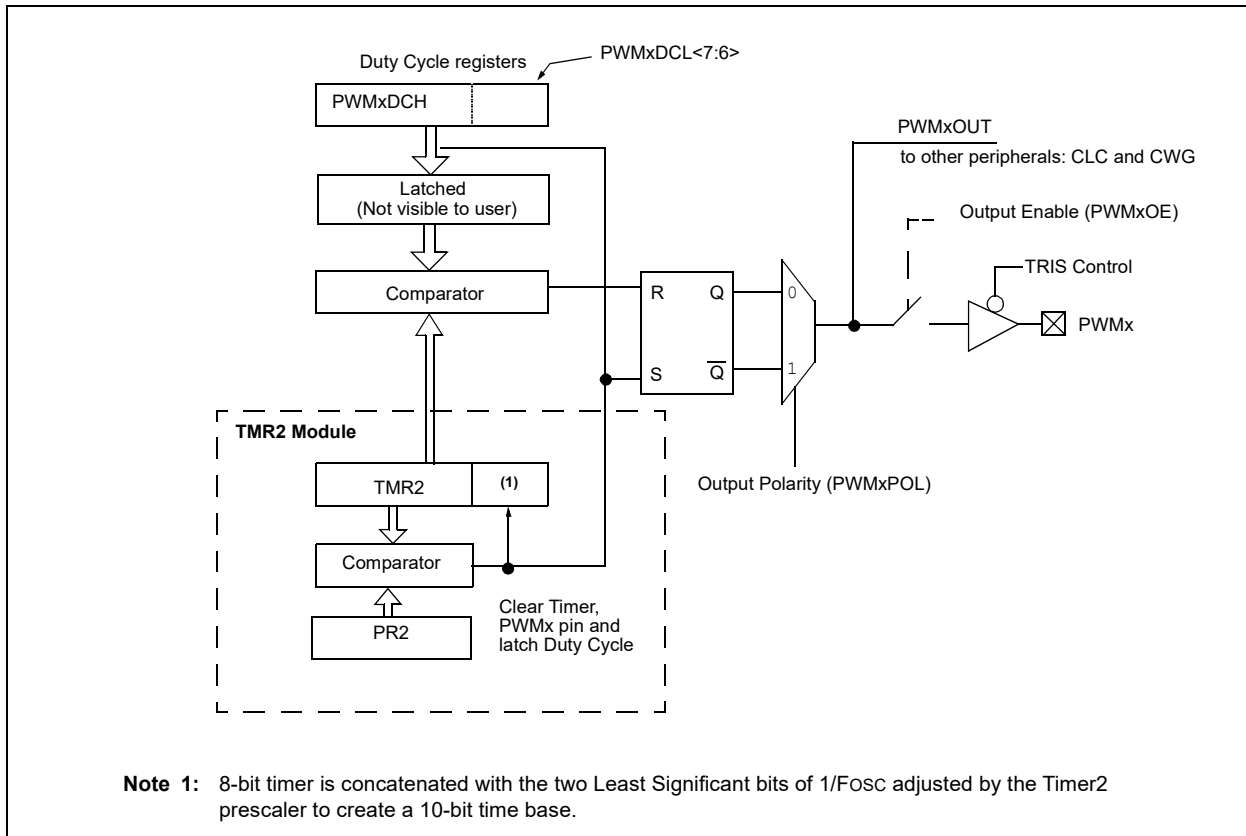 Duty Cycle registers
PWMxDCL<7:6>
PWMxDCH
Latched
(Not visible to user)
Comparator
R
Q
S
Q̅
0
1
PWMxOUT
to other peripherals: CLC and CWG
Output Enable (PWMxOE)
TRIS Control
PWMx
Output Polarity (PWMxPOL)
TMR2 Module
TMR2
(1)
Comparator
PR2
Clear Timer,
PWMx pin and
latch Duty Cycle
Note 1: 8-bit timer is concatenated with the two Least Significant bits of 1/FOSC adjusted by the Timer2
prescaler to create a 10-bit time base.